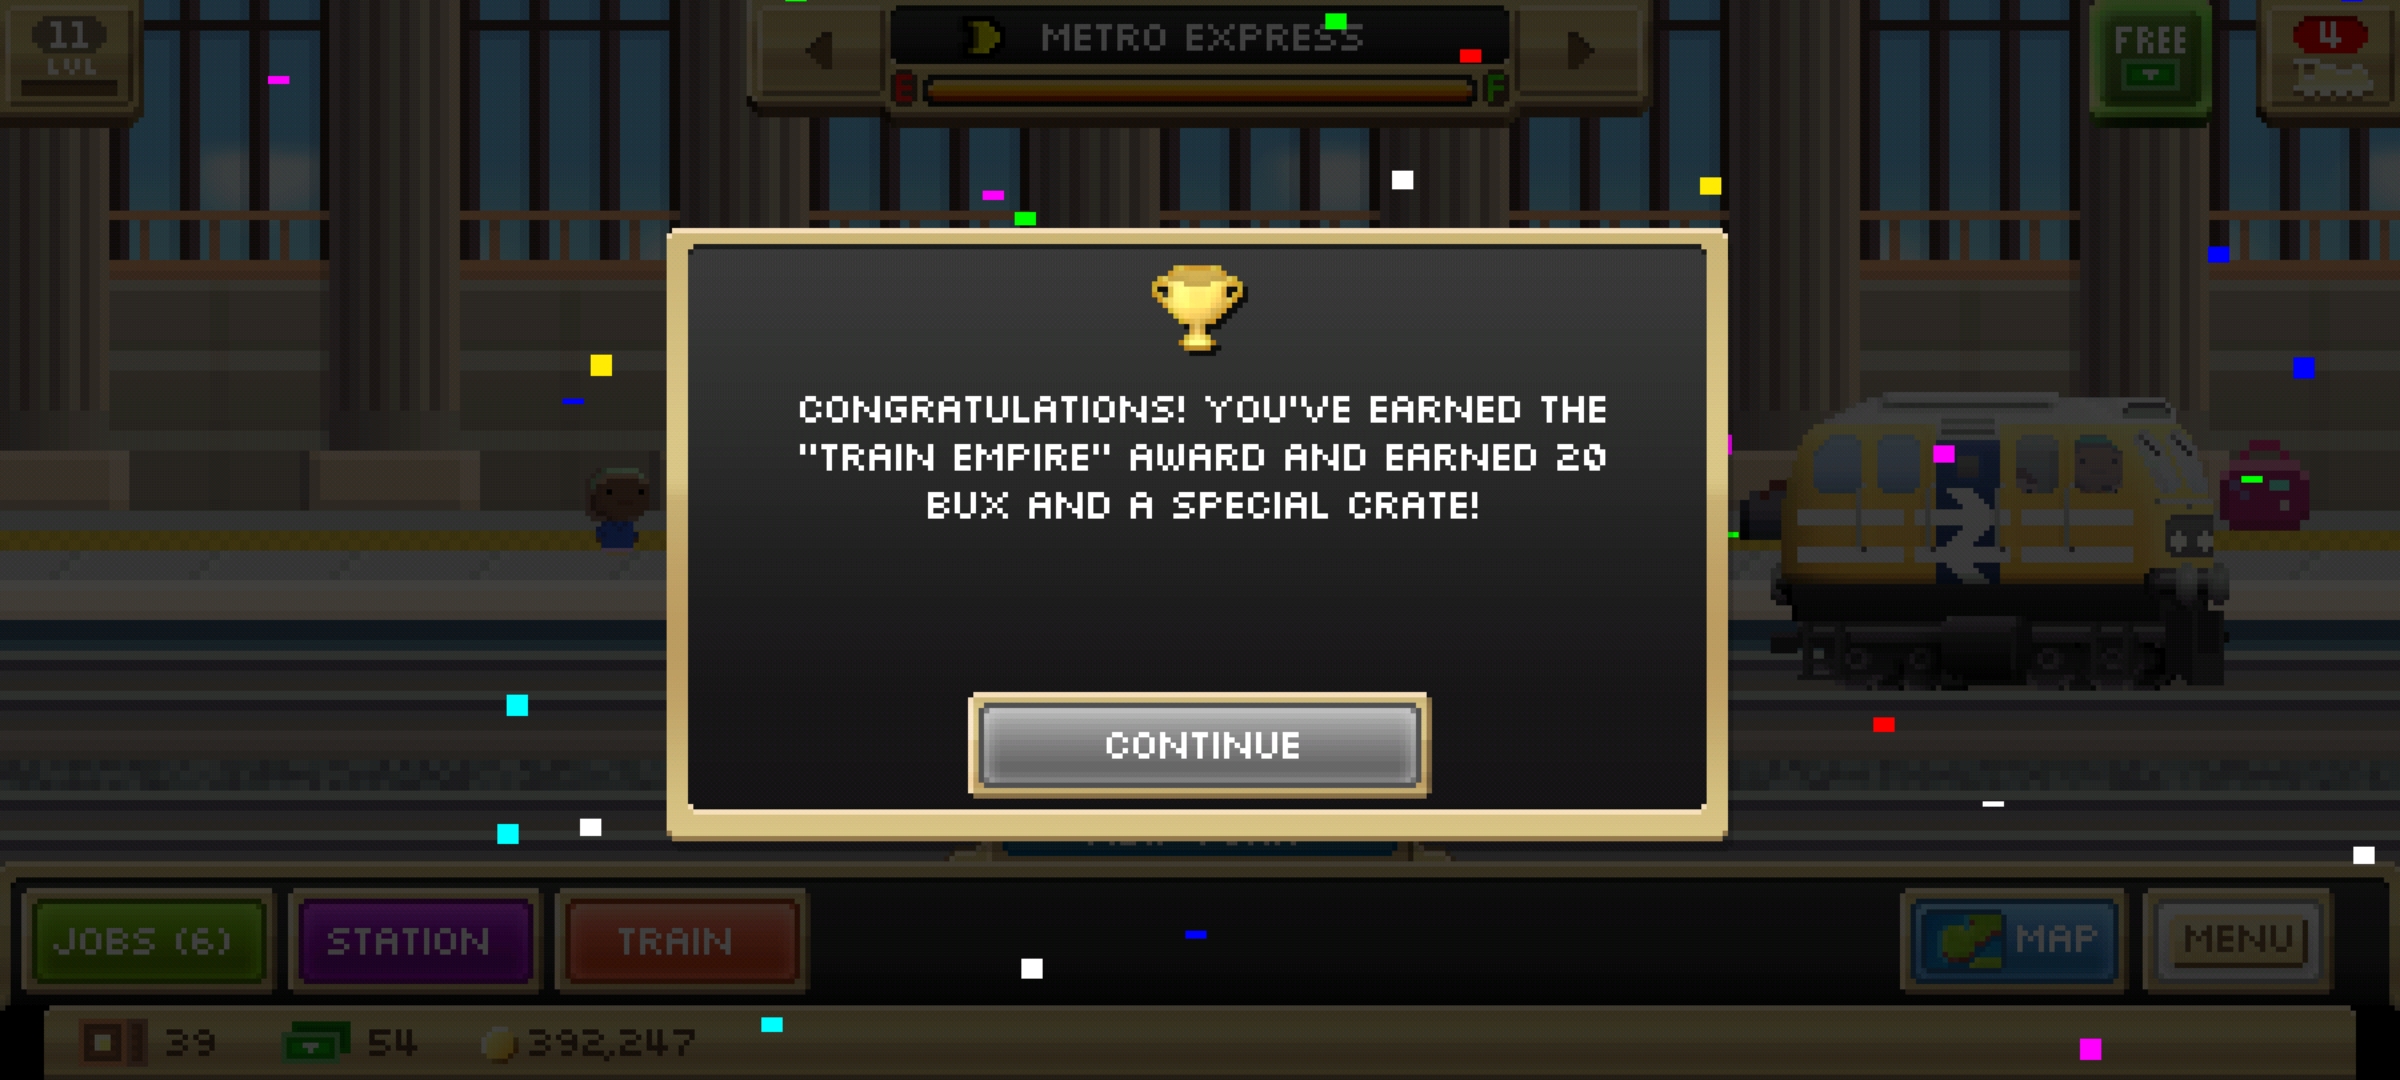 11
LVL
METRO EXPRESS
E
F
FREE
4
CONGRATULATIONS! YOU'VE EARNED THE
"TRAIN EMPIRE" AWARD AND EARNED 20
BUX AND A SPECIAL CRATE!
CONTINUE
JOBS (6)
STATION
TRAIN
MAP
MENU
39
54
392,247